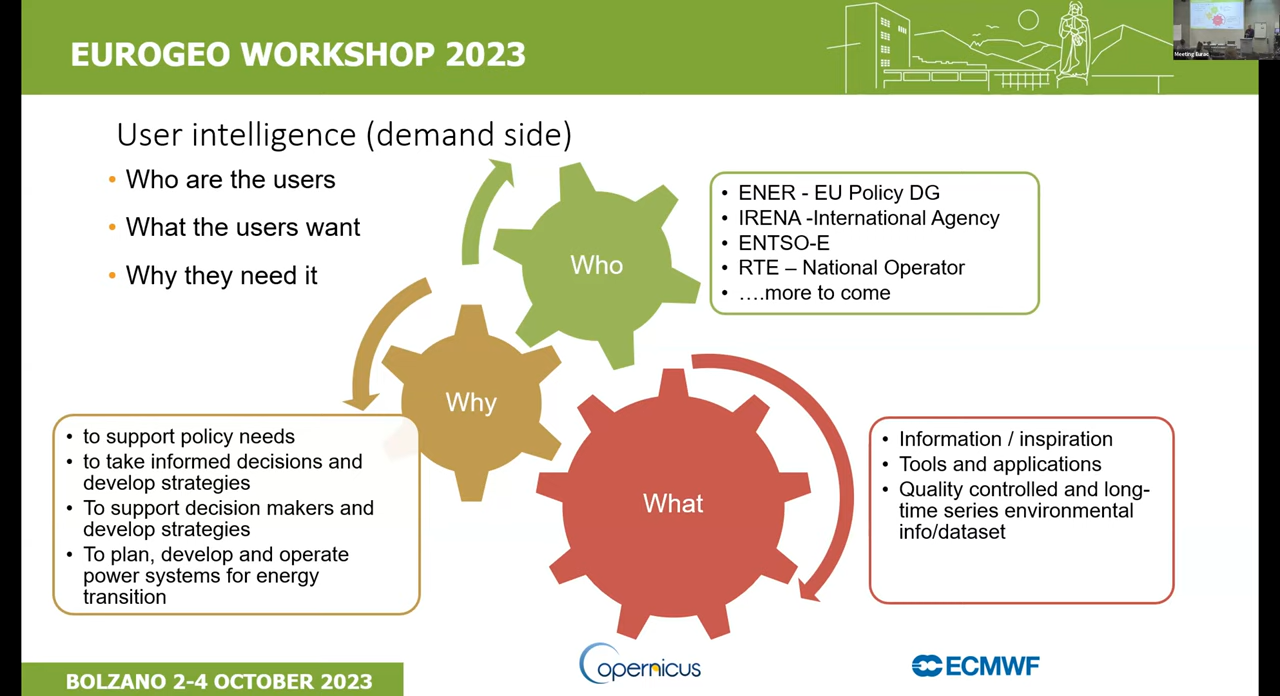 EUROGEO WORKSHOP 2023
Meeting Eurac
User intelligence (demand side)
• Who are the users
• What the users want
• Why they need it
Who
• ENER - EU Policy DG
• IRENA -International Agency
• ENTSO-E
• RTE – National Operator
• ….more to come
Why
• to support policy needs
• to take informed decisions and
develop strategies
• To support decision makers and
develop strategies
• To plan, develop and operate
power systems for energy
transition
What
• Information / inspiration
• Tools and applications
• Quality controlled and long-
time series environmental
info/dataset
opernicus
ECMWF
BOLZANO 2-4 OCTOBER 2023